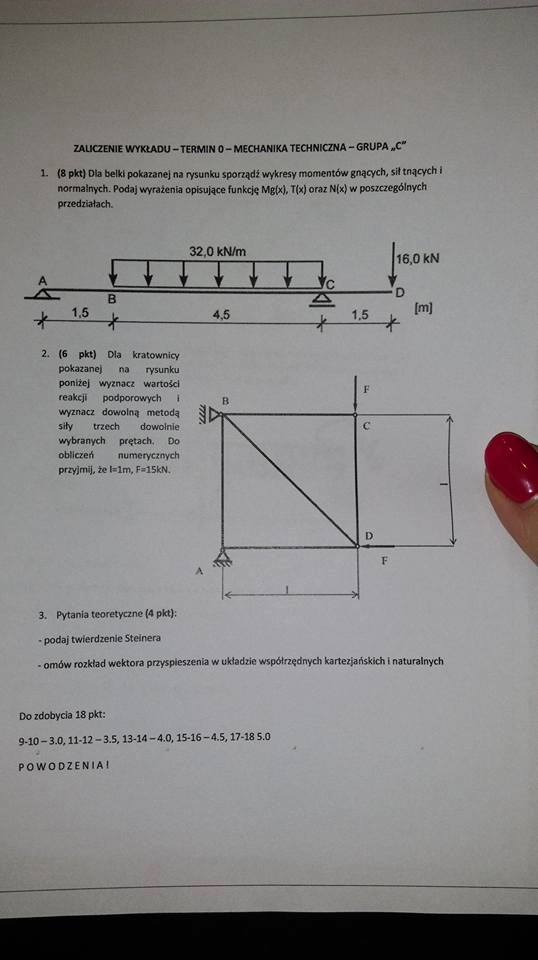 ZALICZENIE WYKŁADU – TERMIN 0 – MECHANIKA TECHNICZNA – GRUPA „C”
1. (8 pkt) Dla belki pokazanej na rysunku sporządź wykresy momentów gnących, sił tnących i
normalnych. Podaj wyrażenia opisujące funkcję Mg(x), T(x) oraz N(x) w poszczególnych
przedziałach.
32,0 kN/m
16,0 kN
A
B
C
D
1,5
4,5
1,5
[m]
2. (6 pkt) Dla kratownicy
pokazanej na rysunku
poniżej wyznacz wartości
reakcji podporowych i
wyznacz dowolną metodą
siły trzech dowolnie
wybranych prętach. Do
obliczeń numerycznych
przyjmij, że l=1m, F=15kN.
F
B
C
l
D
F
A
l
3. Pytania teoretyczne (4 pkt):
- podaj twierdzenie Steinera
- omów rozkład wektora przyspieszenia w układzie współrzędnych kartezjańskich i naturalnych
Do zdobycia 18 pkt:
9-10 – 3.0, 11-12 – 3.5, 13-14 – 4.0, 15-16 – 4.5, 17-18 5.0
POWODZENIA!